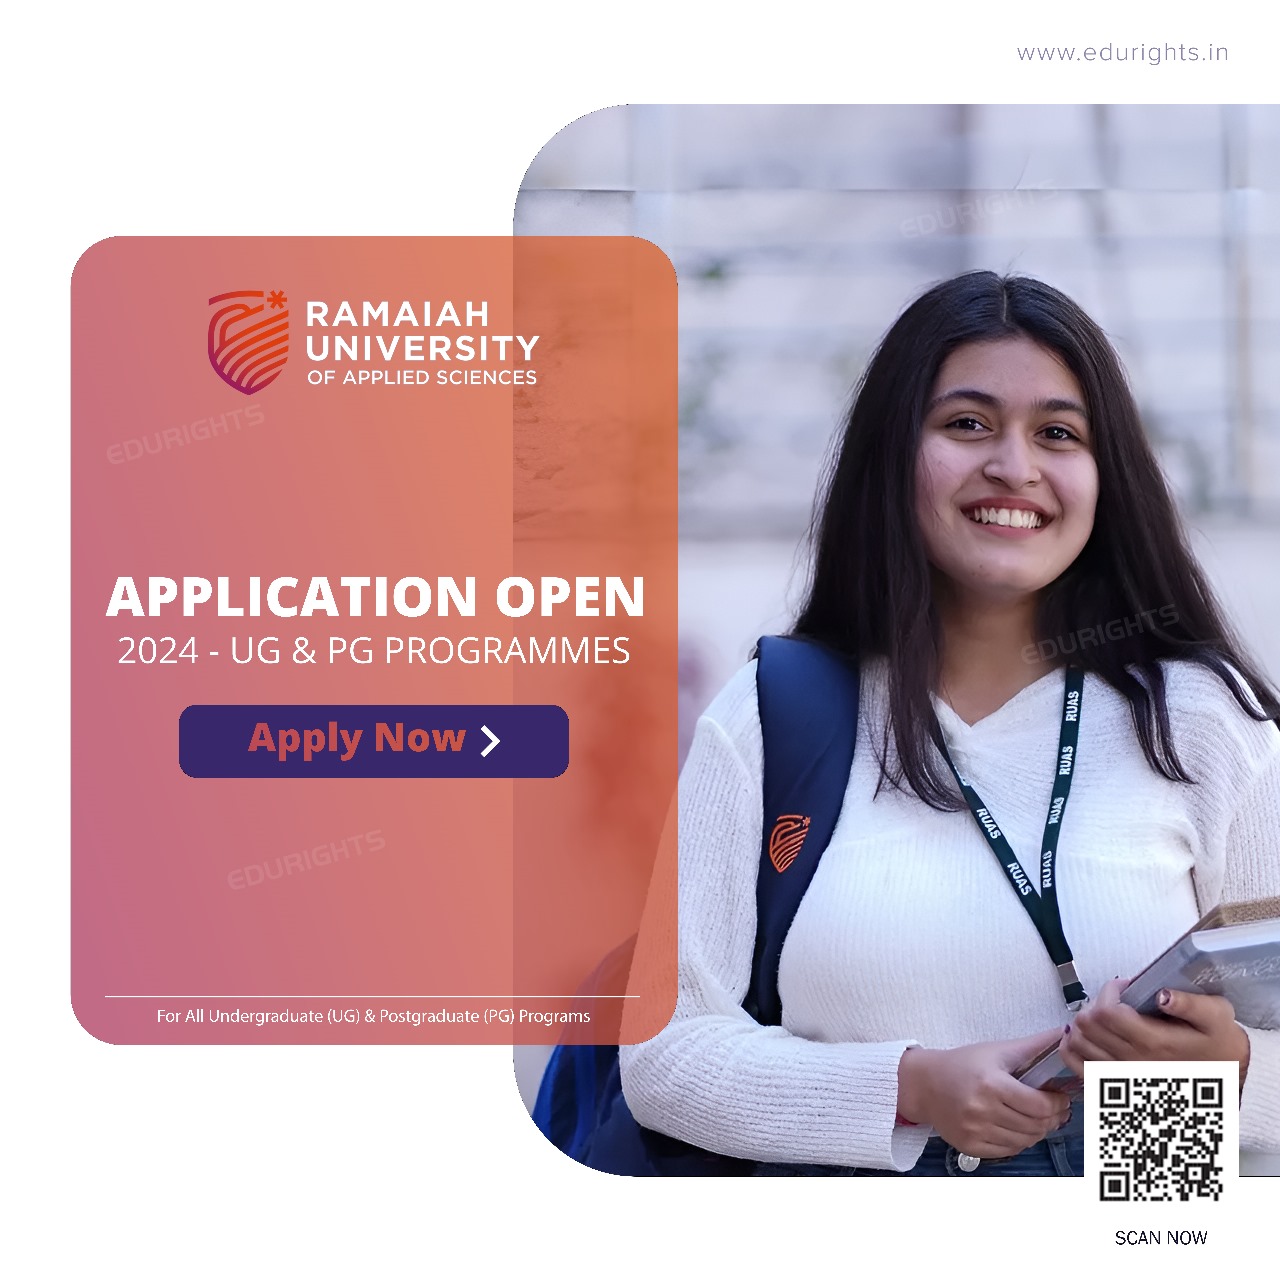 www.edurights.in
RAMAIAH
UNIVERSITY
OF APPLIED SCIENCES
EDURIGHTS
EDURIGHTS
APPLICATION OPEN
2024 - UG & PG PROGRAMMES
Apply Now
EDURIGHTS
EDURIGHTS
For All Undergraduate (UG) & Postgraduate (PG) Programs
RUAS
RUAS
RUAS
RUAS
RUAS
RUAS
SCAN NOW